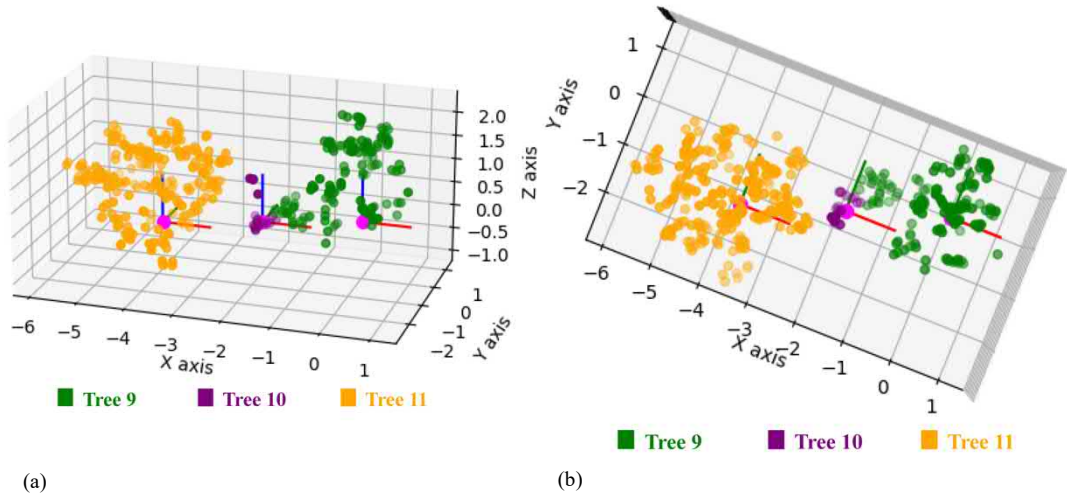 2.0
1.5
1.0
0.5
0.0
−0.5
−1.0
Z axis
1
0
−1
−2
Y axis
−6 −5 −4 −3 −2 −1 0 1
X axis
Tree 9 Tree 10 Tree 11
(a)
1
0
−1
−2
Y axis
−6 −5 −4 −3 −2 −1 0 1
X axis
Tree 9 Tree 10 Tree 11
(b)